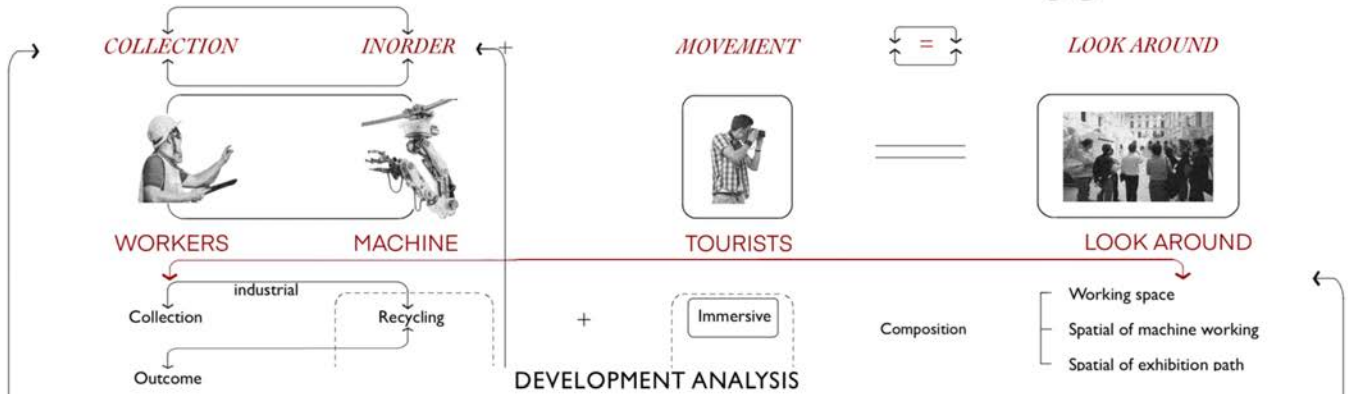 COLLECTION INORDER + MOVEMENT = LOOK AROUND
WORKERS MACHINE TOURISTS LOOK AROUND
industrial
Collection Recycling + Immersive Composition
Working space
Spatial of machine working
Spatial of exhibition path
Outcome
DEVELOPMENT ANALYSIS